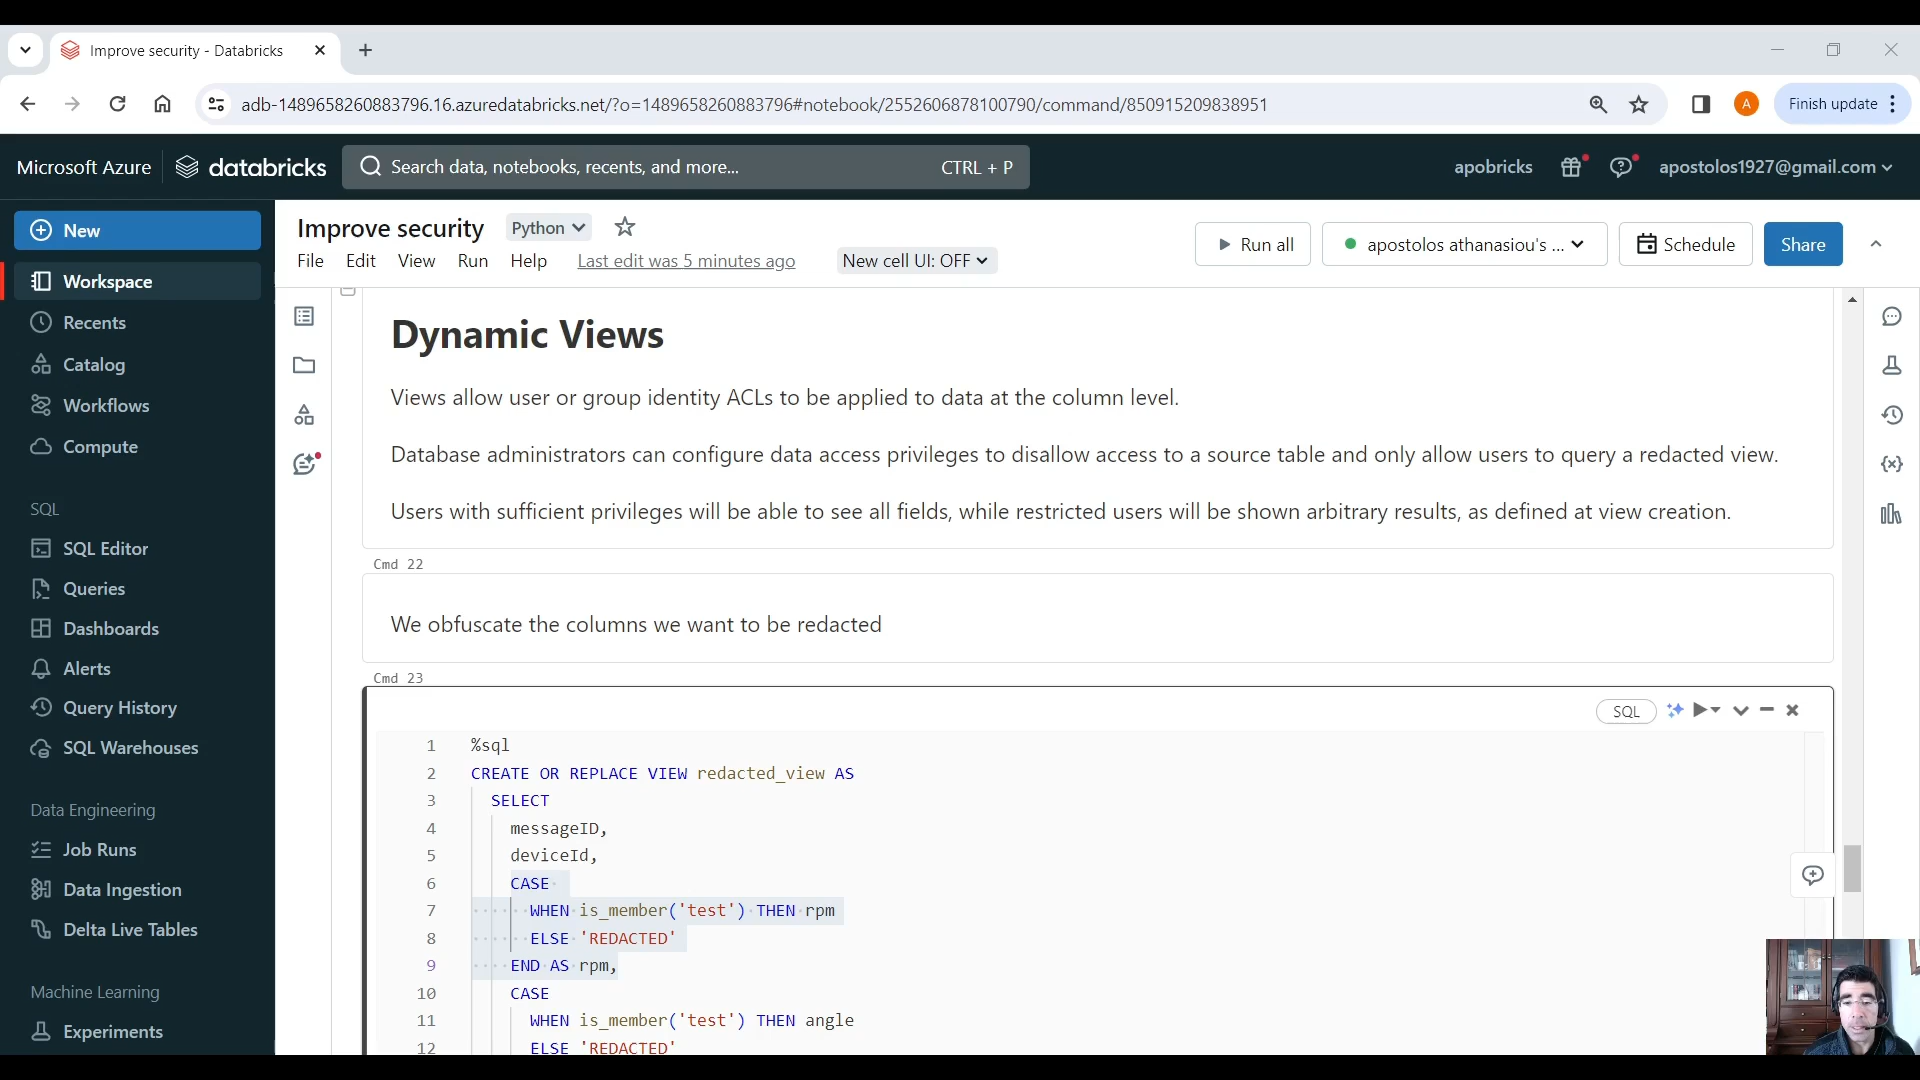 Improve security - Databricks
adb-1489658260883796.16.azuredatabricks.net/?o=1489658260883796#notebook/2552606878100790/command/850915209838951
A
Finish update
Microsoft Azure
databricks
Search data, notebooks, recents, and more...
CTRL + P
apobricks
apostolos1927@gmail.com
New
Workspace
Recents
Catalog
Workflows
Compute
SQL
SQL Editor
Queries
Dashboards
Alerts
Query History
SQL Warehouses
Data Engineering
Job Runs
Data Ingestion
Delta Live Tables
Machine Learning
Experiments
Improve security
Python
File Edit View Run Help Last edit was 5 minutes ago
New cell UI: OFF
Run all
apostolos athanasiou's ...
Schedule
Share
Dynamic Views
Views allow user or group identity ACLs to be applied to data at the column level.
Database administrators can configure data access privileges to disallow access to a source table and only allow users to query a redacted view.
Users with sufficient privileges will be able to see all fields, while restricted users will be shown arbitrary results, as defined at view creation.
Cmd 22
We obfuscate the columns we want to be redacted
Cmd 23
SQL
1 %sql
2 CREATE OR REPLACE VIEW redacted_view AS
3 SELECT
4 messageID,
5 deviceId,
6 CASE
7 WHEN is_member('test') THEN rpm
8 ELSE 'REDACTED'
9 END AS rpm,
10 CASE
11 WHEN is_member('test') THEN angle
12 ELSE 'REDACTED'